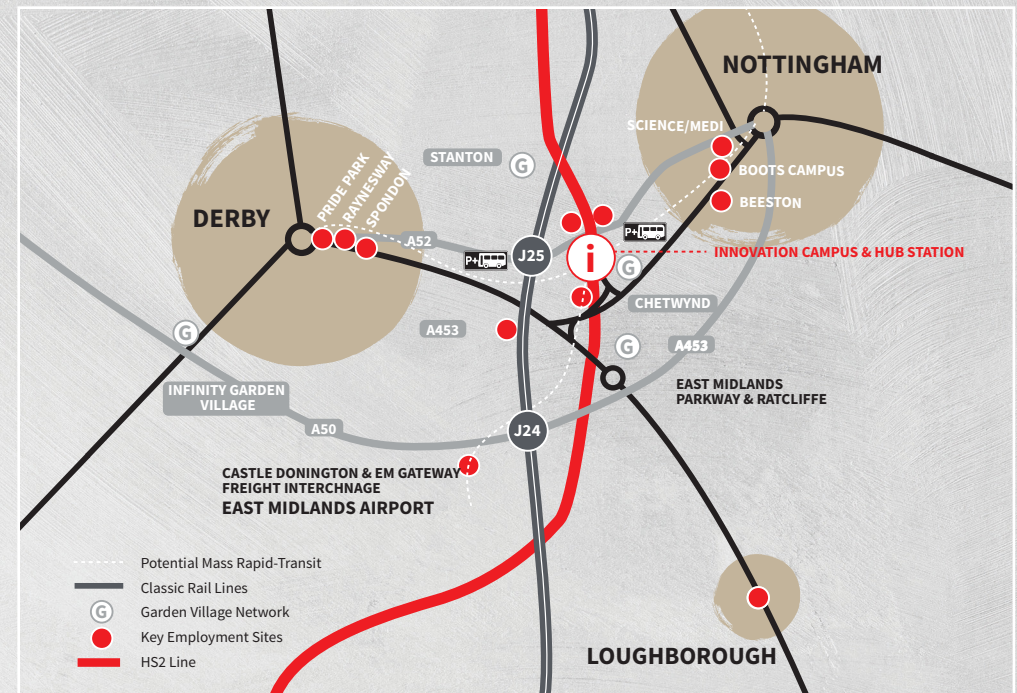 NOTTINGHAM
SCIENCE/MEDI
BOOTS CAMPUS
BEESTON
STANTON
G
PRIDE PARK
RAYNESWAY
SPONDON
DERBY
A52
P+
J25
P+
i
INNOVATION CAMPUS & HUB STATION
G
CHETWYND
A453
G
A453
G
EAST MIDLANDS
PARKWAY & RATCLIFFE
INFINITY GARDEN
VILLAGE
A50
J24
CASTLE DONINGTON & EM GATEWAY
FREIGHT INTERCHNAGE
EAST MIDLANDS AIRPORT
Potential Mass Rapid-Transit
Classic Rail Lines
G
Garden Village Network
Key Employment Sites
HS2 Line
LOUGHBOROUGH